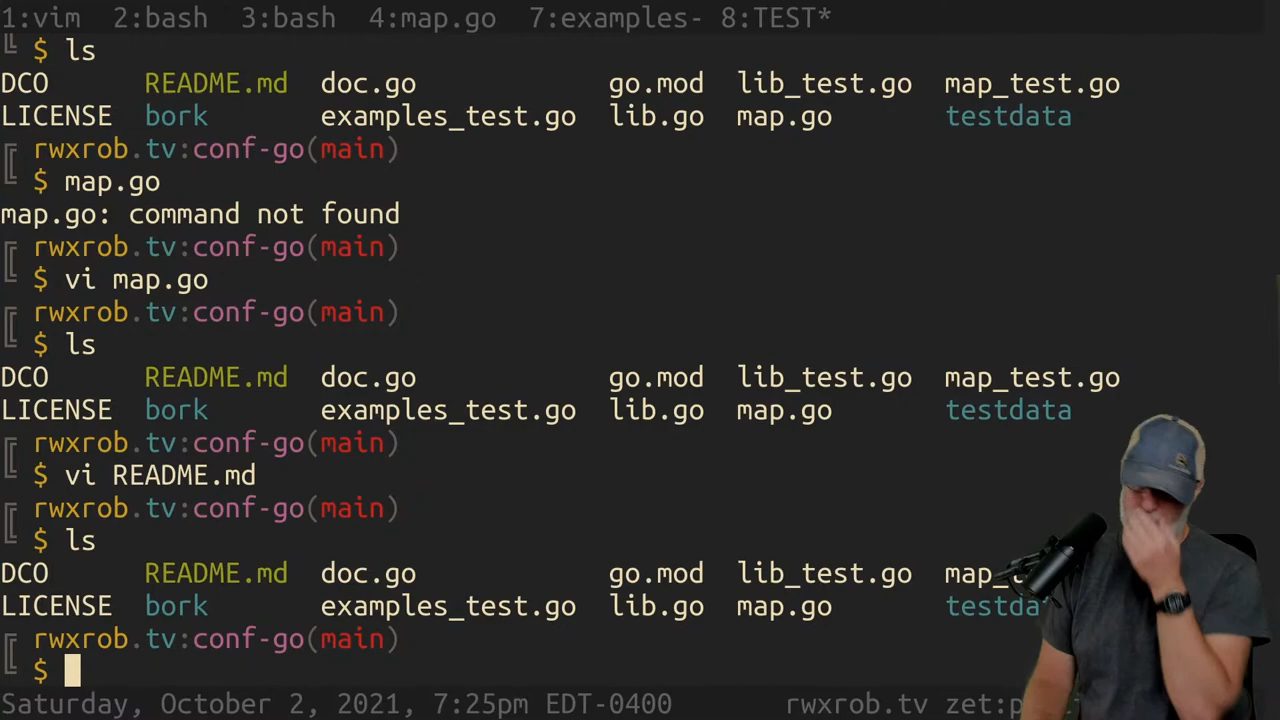 1:vim 2:bash 3:bash 4:map.go 7:examples- 8:TEST*
$ ls
DCO README.md doc.go go.mod lib_test.go map_test.go
LICENSE bork examples_test.go lib.go map.go testdata
rwxrob.tv:conf-go(main)
$ map.go
map.go: command not found
rwxrob.tv:conf-go(main)
$ vi map.go
rwxrob.tv:conf-go(main)
$ ls
DCO README.md doc.go go.mod lib_test.go map_test.go
LICENSE bork examples_test.go lib.go map.go testdata
rwxrob.tv:conf-go(main)
$ vi README.md
rwxrob.tv:conf-go(main)
$ ls
DCO README.md doc.go go.mod lib_test.go
LICENSE bork examples_test.go lib.go map.go
rwxrob.tv:conf-go(main)
$
Saturday, October 2, 2021, 7:25pm EDT-0400 rwxrob.tv